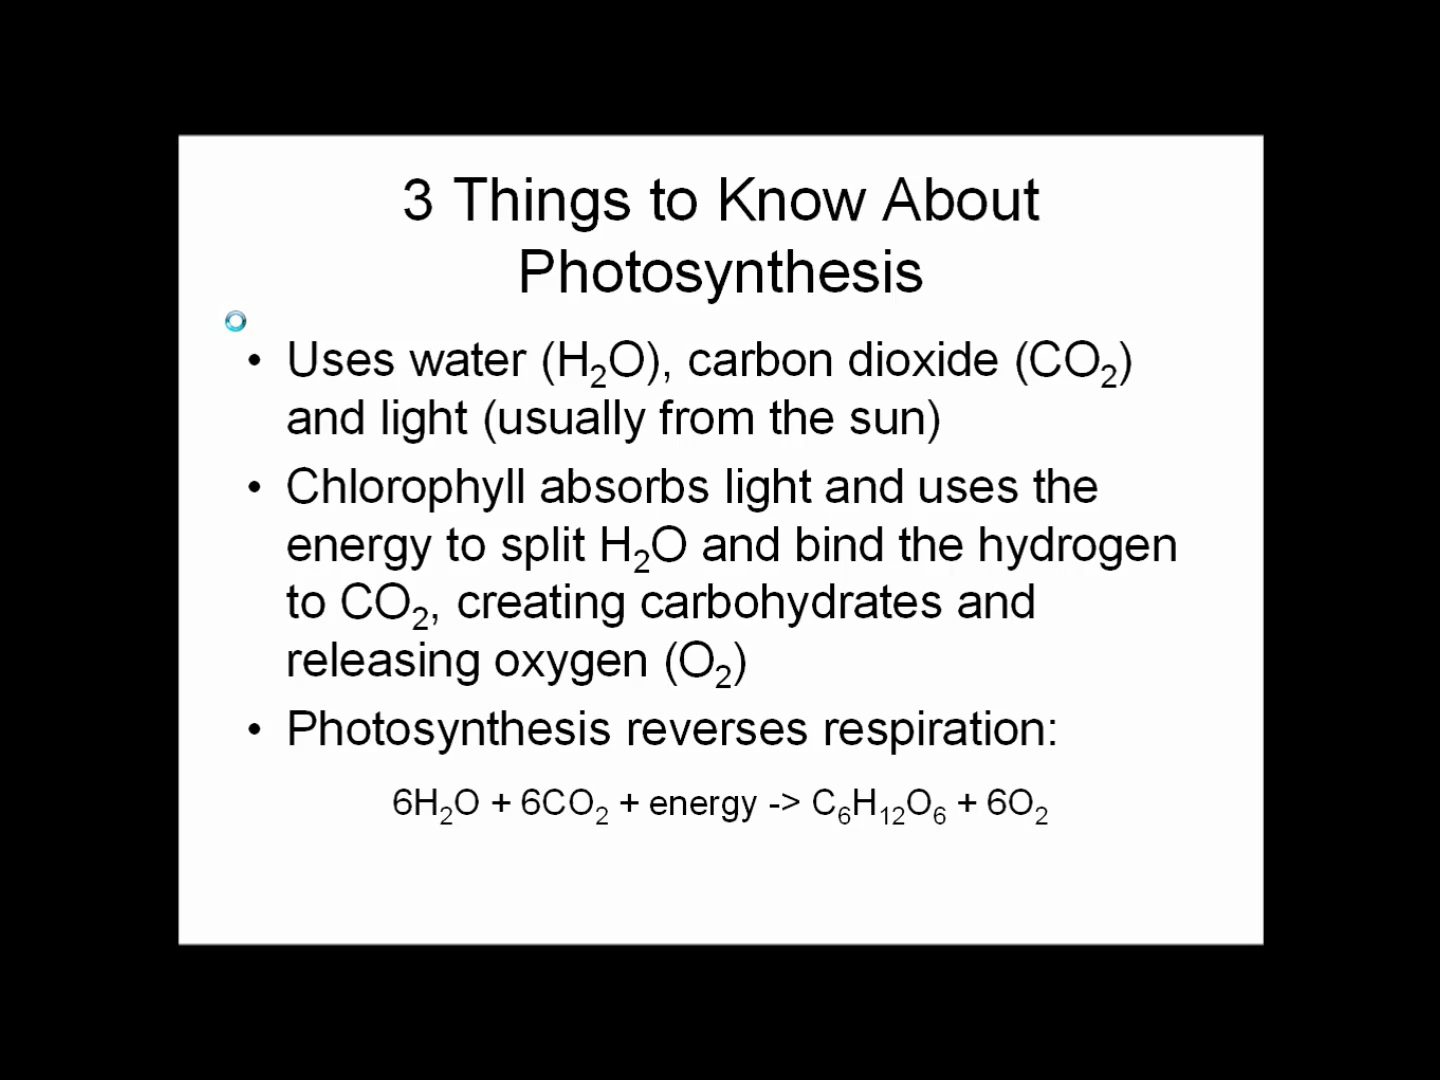 3 Things to Know About
Photosynthesis
• Uses water (H₂O), carbon dioxide (CO₂)
and light (usually from the sun)
• Chlorophyll absorbs light and uses the
energy to split H₂O and bind the hydrogen
to CO₂, creating carbohydrates and
releasing oxygen (O₂)
• Photosynthesis reverses respiration:
6H₂O + 6CO₂ + energy -> C₆H₁₂O₆ + 6O₂